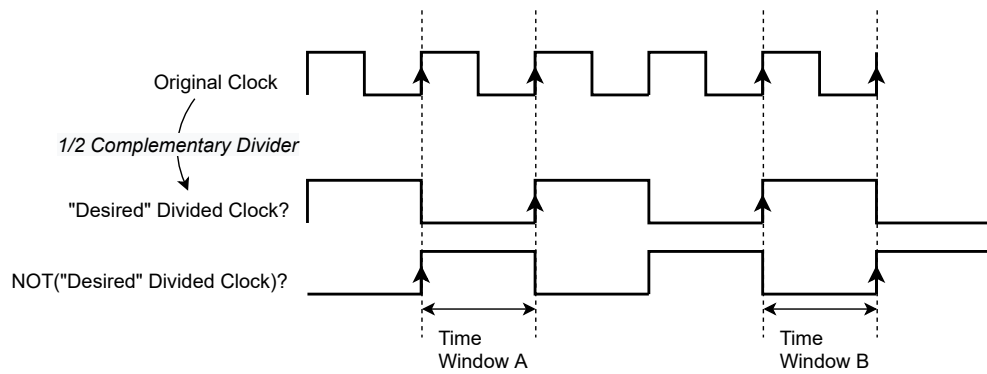 Original Clock
1/2 Complementary Divider
"Desired" Divided Clock?
NOT("Desired" Divided Clock)?
Time
Window A
Time
Window B